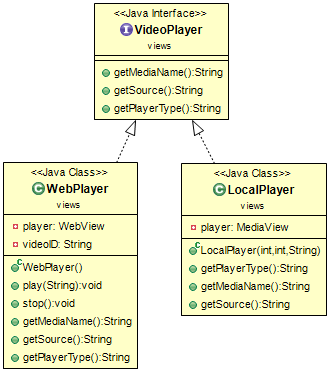 <<Java Interface>>
VideoPlayer
views
getMediaName():String
getSource():String
getPlayerType():String
<<Java Class>>
WebPlayer
views
player: WebView
videoID: String
WebPlayer()
play(String):void
stop():void
getMediaName():String
getSource():String
getPlayerType():String
<<Java Class>>
LocalPlayer
views
player: MediaView
LocalPlayer(int,int,String)
getPlayerType():String
getMediaName():String
getSource():String